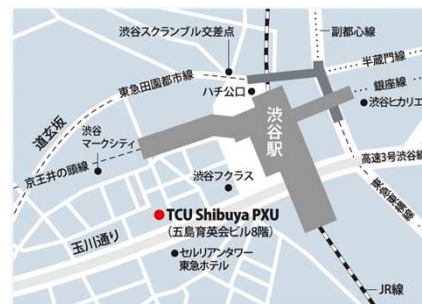 渋谷スクランブル交差点
副都心線
半蔵門線
東急田園都市線
ハチ公口
銀座線
渋谷ヒカリエ
道玄坂
渋谷
マークシティ
渋谷駅
京王井の頭線
高速3号渋谷線
渋谷フクラス
東急東横線
TCU Shibuya PXU
(五島育英会ビル8階)
玉川通り
セルリアンタワー
東急ホテル
JR線